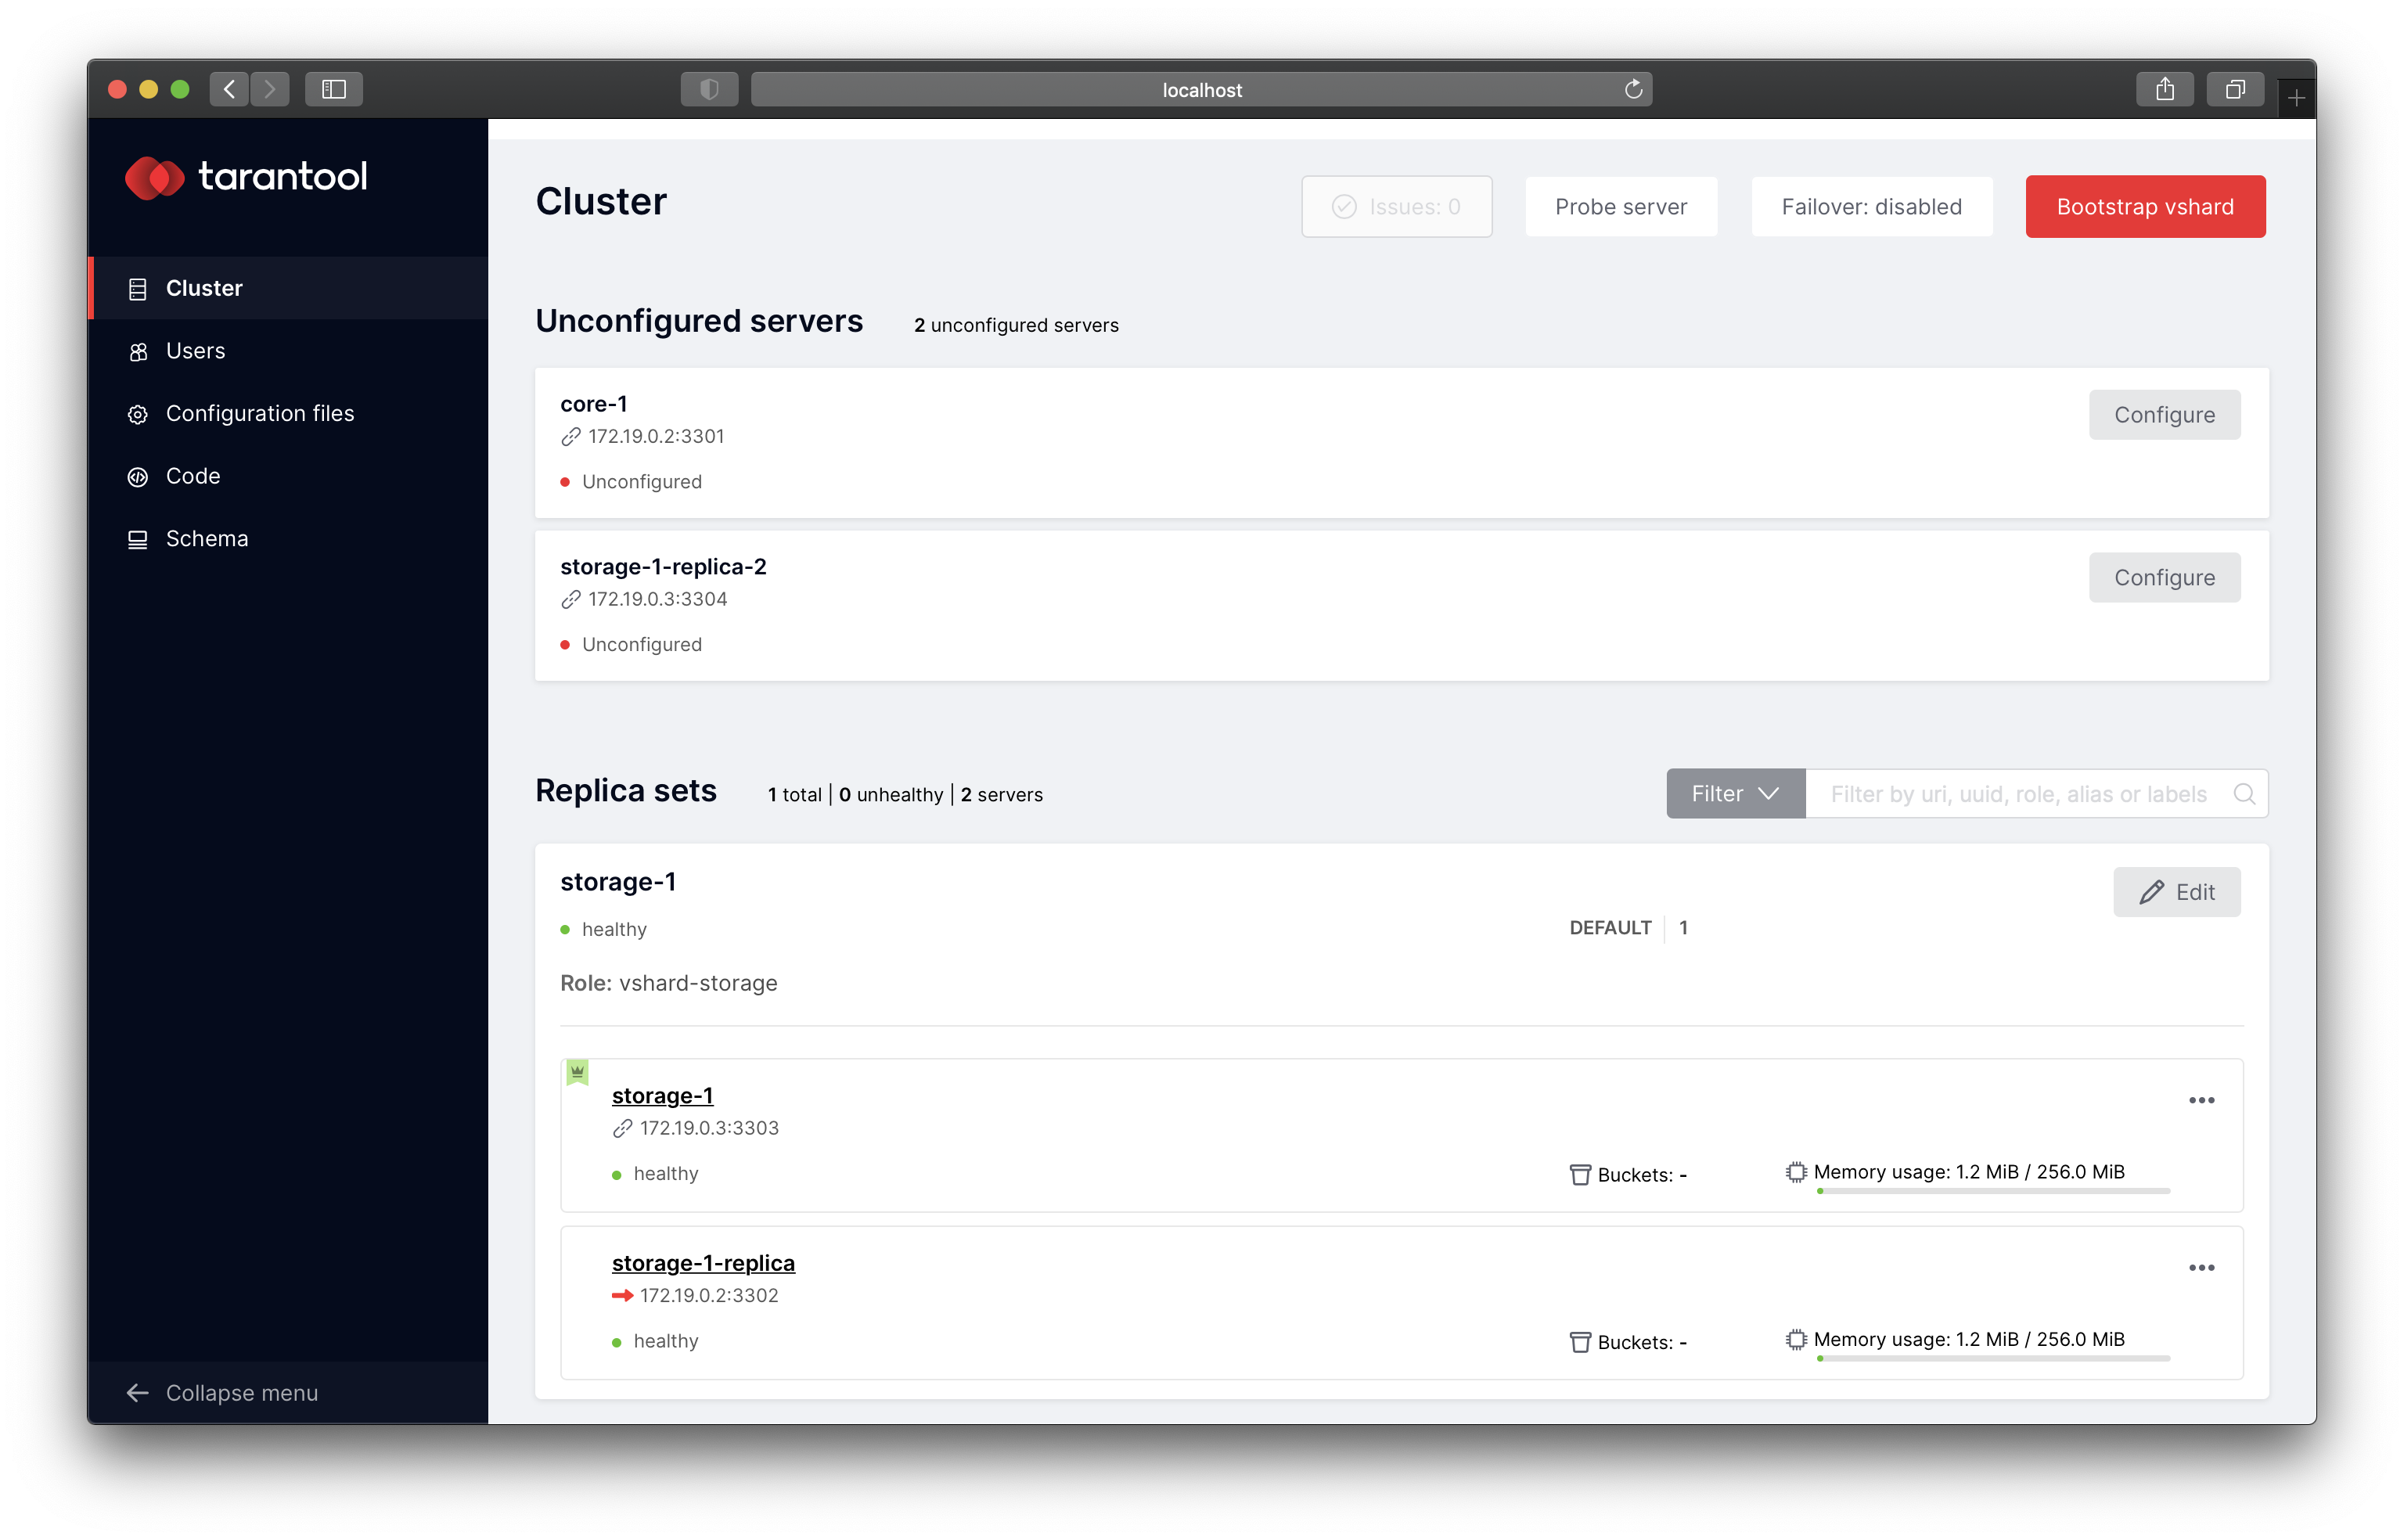 localhost
tarantool
Cluster
Users
Configuration files
Code
Schema
Collapse menu
Cluster
Issues: 0
Probe server
Failover: disabled
Bootstrap vshard
Unconfigured servers
2 unconfigured servers
core-1
172.19.0.2:3301
Unconfigured
Configure
storage-1-replica-2
172.19.0.3:3304
Unconfigured
Configure
Replica sets
1 total | 0 unhealthy | 2 servers
Filter
Filter by uri, uuid, role, alias or labels
storage-1
Edit
healthy
DEFAULT | 1
Role: vshard-storage
storage-1
172.19.0.3:3303
healthy
Buckets: -
Memory usage: 1.2 MiB / 256.0 MiB
storage-1-replica
172.19.0.2:3302
healthy
Buckets: -
Memory usage: 1.2 MiB / 256.0 MiB